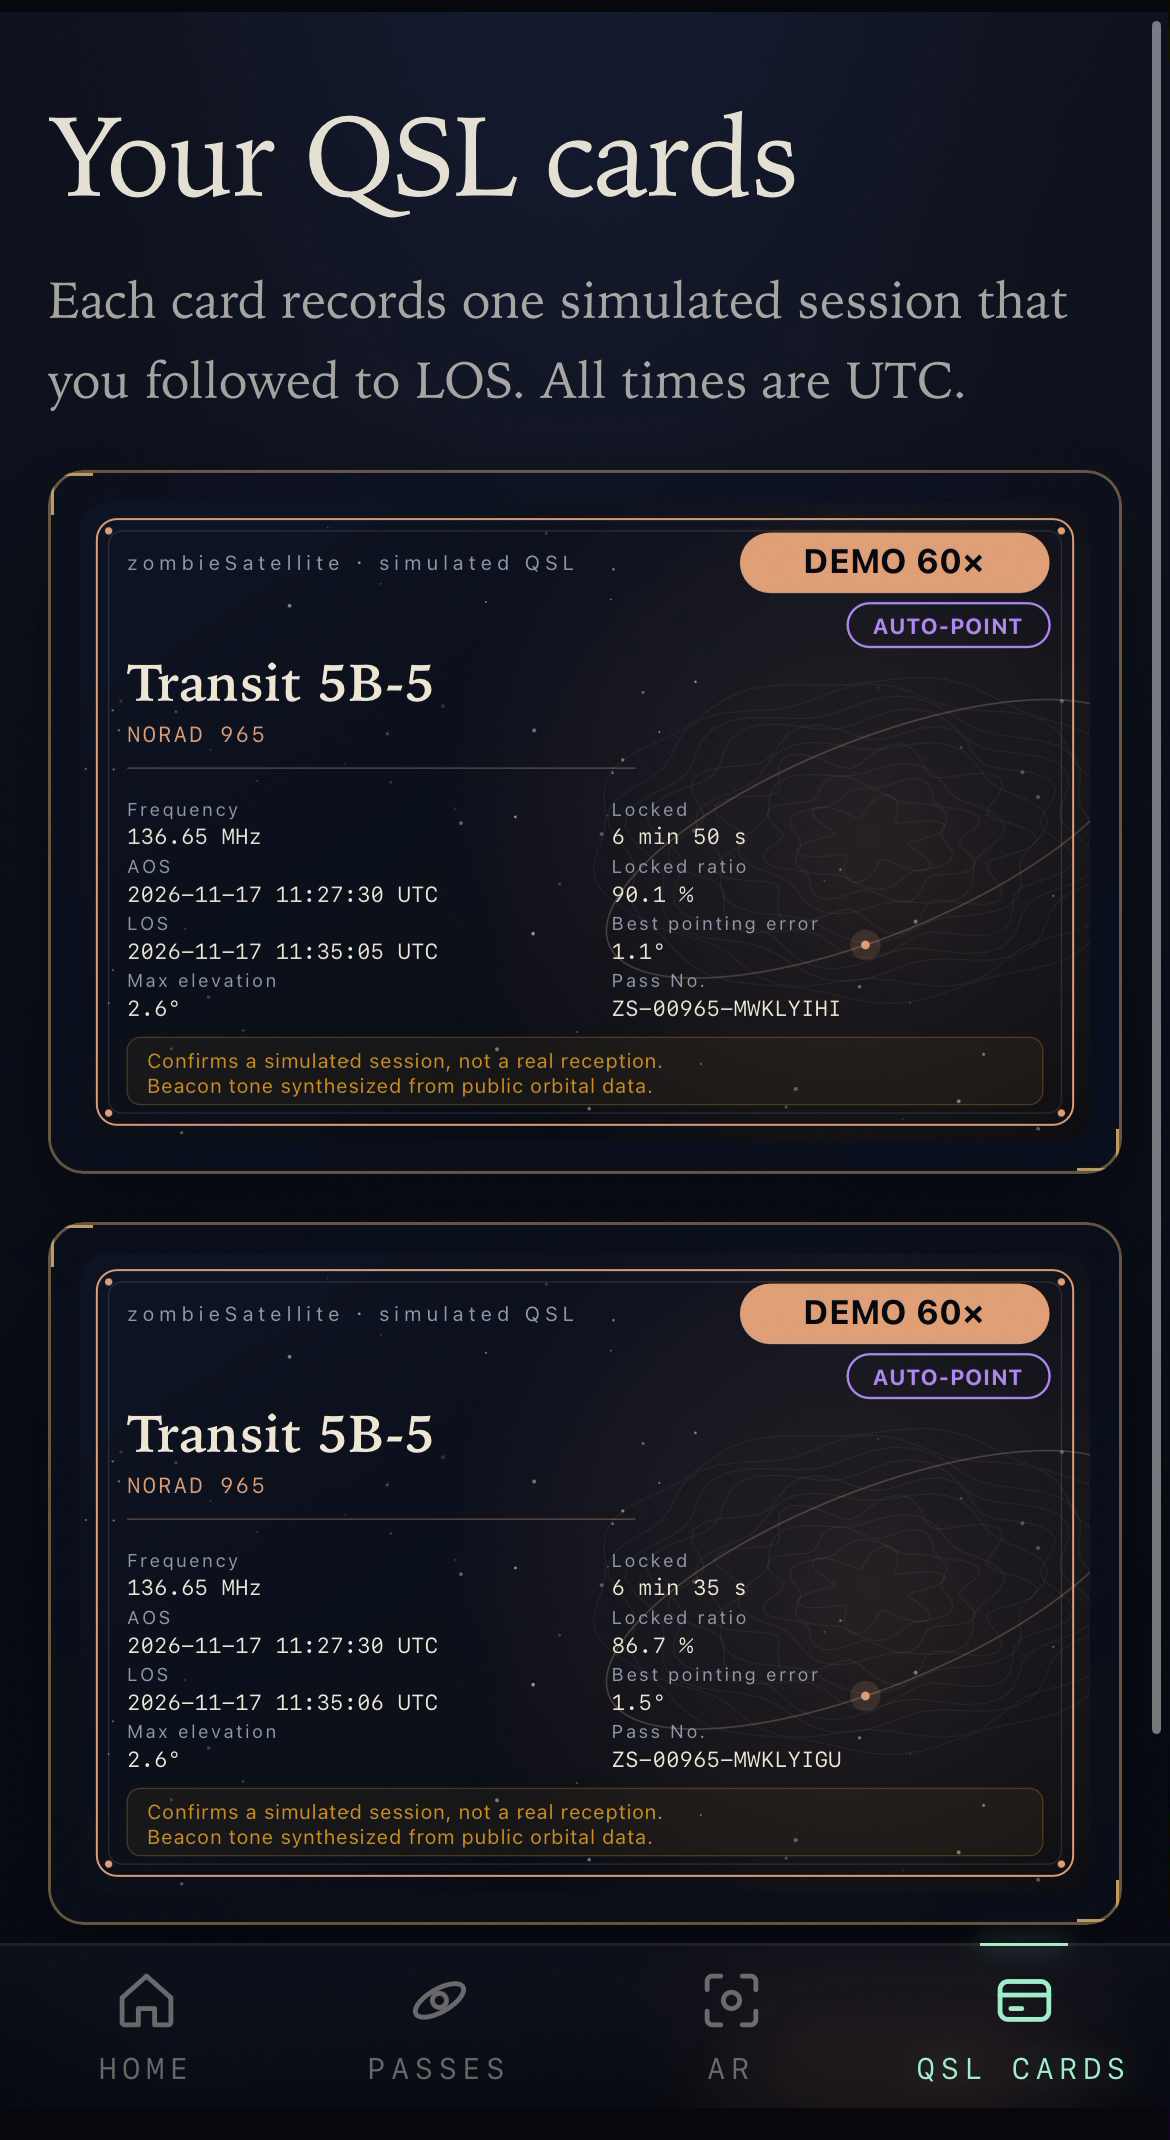 Your QSL cards
Each card records one simulated session that
you followed to LOS. All times are UTC.
zombieSatellite · simulated QSL
DEMO 60×
AUTO-POINT
Transit 5B-5
NORAD 965
Frequency
136.65 MHz
AOS
2026-11-17 11:27:30 UTC
LOS
2026-11-17 11:35:05 UTC
Max elevation
2.6°
Locked
6 min 50 s
Locked ratio
90.1 %
Best pointing error
1.1°
Pass No.
ZS-00965-MWKLYIHI
Confirms a simulated session, not a real reception.
Beacon tone synthesized from public orbital data.
zombieSatellite · simulated QSL
DEMO 60×
AUTO-POINT
Transit 5B-5
NORAD 965
Frequency
136.65 MHz
AOS
2026-11-17 11:27:30 UTC
LOS
2026-11-17 11:35:06 UTC
Max elevation
2.6°
Locked
6 min 35 s
Locked ratio
86.7 %
Best pointing error
1.5°
Pass No.
ZS-00965-MWKLYIGU
Confirms a simulated session, not a real reception.
Beacon tone synthesized from public orbital data.
HOME
PASSES
AR
QSL CARDS